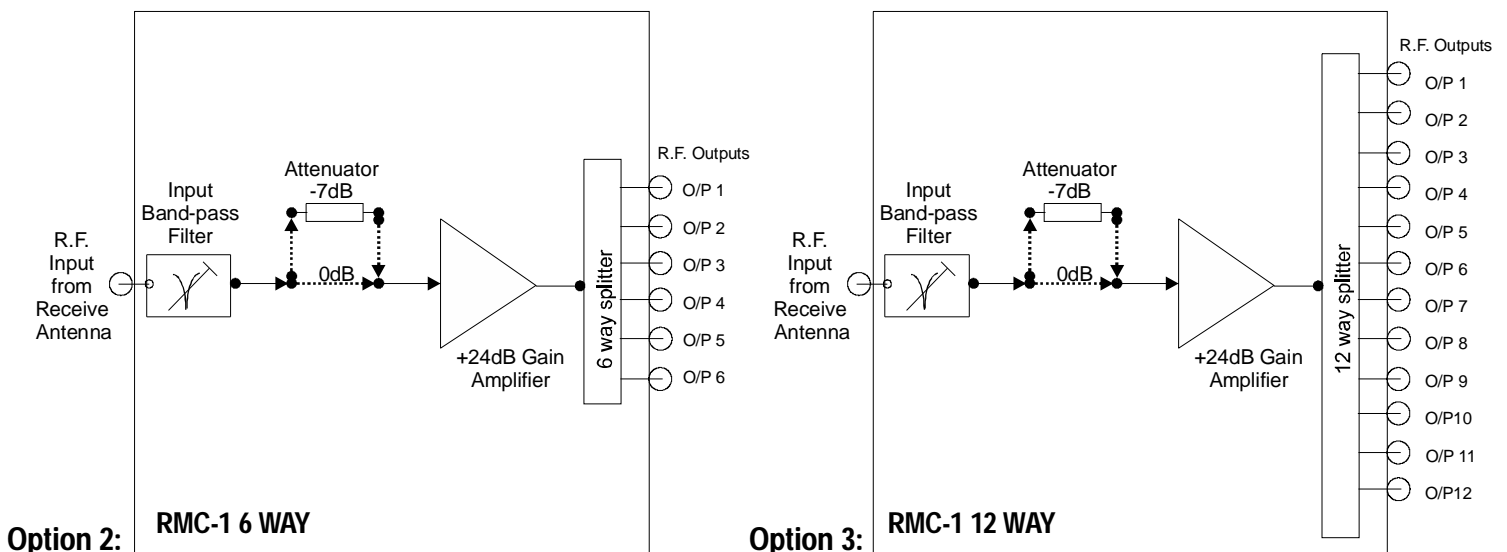 R.F.
Input
from
Receive
Antenna
Input
Band-pass
Filter
Attenuator
-7dB
0dB
+24dB Gain
Amplifier
6 way splitter
R.F. Outputs
O/P 1
O/P 2
O/P 3
O/P 4
O/P 5
O/P 6
Option 2:
RMC-1 6 WAY
R.F.
Input
from
Receive
Antenna
Input
Band-pass
Filter
Attenuator
-7dB
0dB
+24dB Gain
Amplifier
12 way splitter
R.F. Outputs
O/P 1
O/P 2
O/P 3
O/P 4
O/P 5
O/P 6
O/P 7
O/P 8
O/P 9
O/P10
O/P 11
O/P12
Option 3:
RMC-1 12 WAY